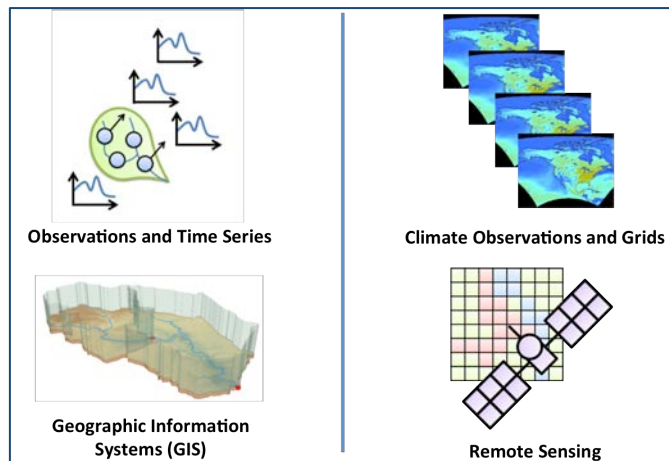 Observations and Time Series
Climate Observations and Grids
Geographic Information
Systems (GIS)
Remote Sensing